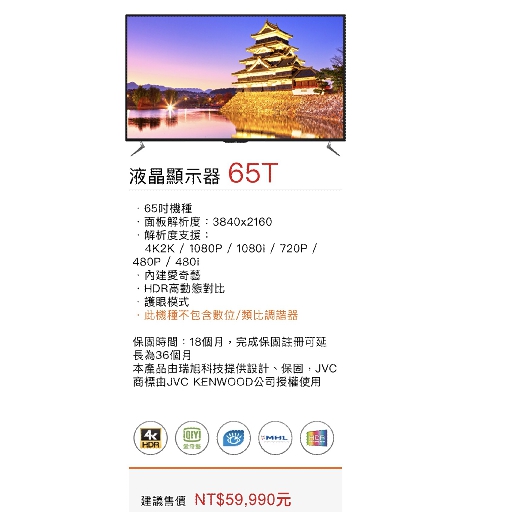 液晶顯示器 65T
．65吋機種
．面板解析度：3840x2160
．解析度支援：
4K2K / 1080P / 1080i / 720P /
480P / 480i
．內建愛奇藝
．HDR高動態對比
．護眼模式
．此機種不包含數位/類比調諧器
保固時間：18個月，完成保固註冊可延
長為36個月
本產品由瑞旭科技提供設計、保固，JVC
商標由JVC KENWOOD公司授權使用
4K
HDR
QIY
愛奇藝
MHL
HDR
建議售價 NT$59,990元